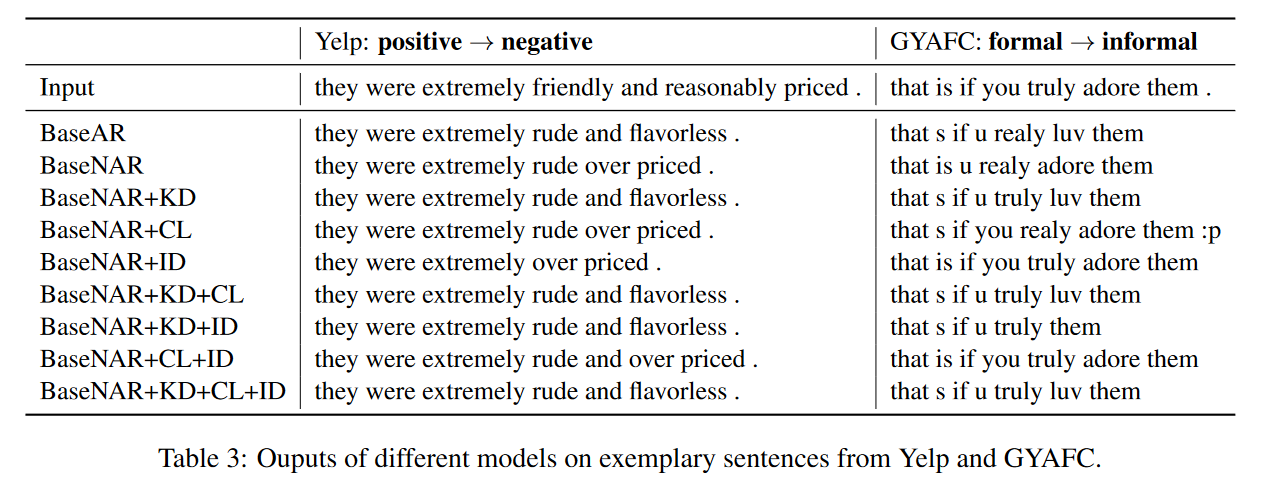 Yelp: positive → negative GYAFC: formal → informal
Input they were extremely friendly and reasonably priced . that is if you truly adore them .
BaseAR they were extremely rude and flavorless . that s if u realy luv them
BaseNAR they were extremely rude over priced . that is u realy adore them
BaseNAR+KD they were extremely rude and flavorless . that s if u truly luv them
BaseNAR+CL they were extremely rude over priced . that s if you realy adore them :p
BaseNAR+ID they were extremely over priced . that is if you truly adore them
BaseNAR+KD+CL they were extremely rude and flavorless . that s if u truly luv them
BaseNAR+KD+ID they were extremely rude and flavorless . that s if u truly them
BaseNAR+CL+ID they were extremely rude and over priced . that is if you truly adore them
BaseNAR+KD+CL+ID they were extremely rude and flavorless . that s if u truly luv them
Table 3: Ouputs of different models on exemplary sentences from Yelp and GYAFC.